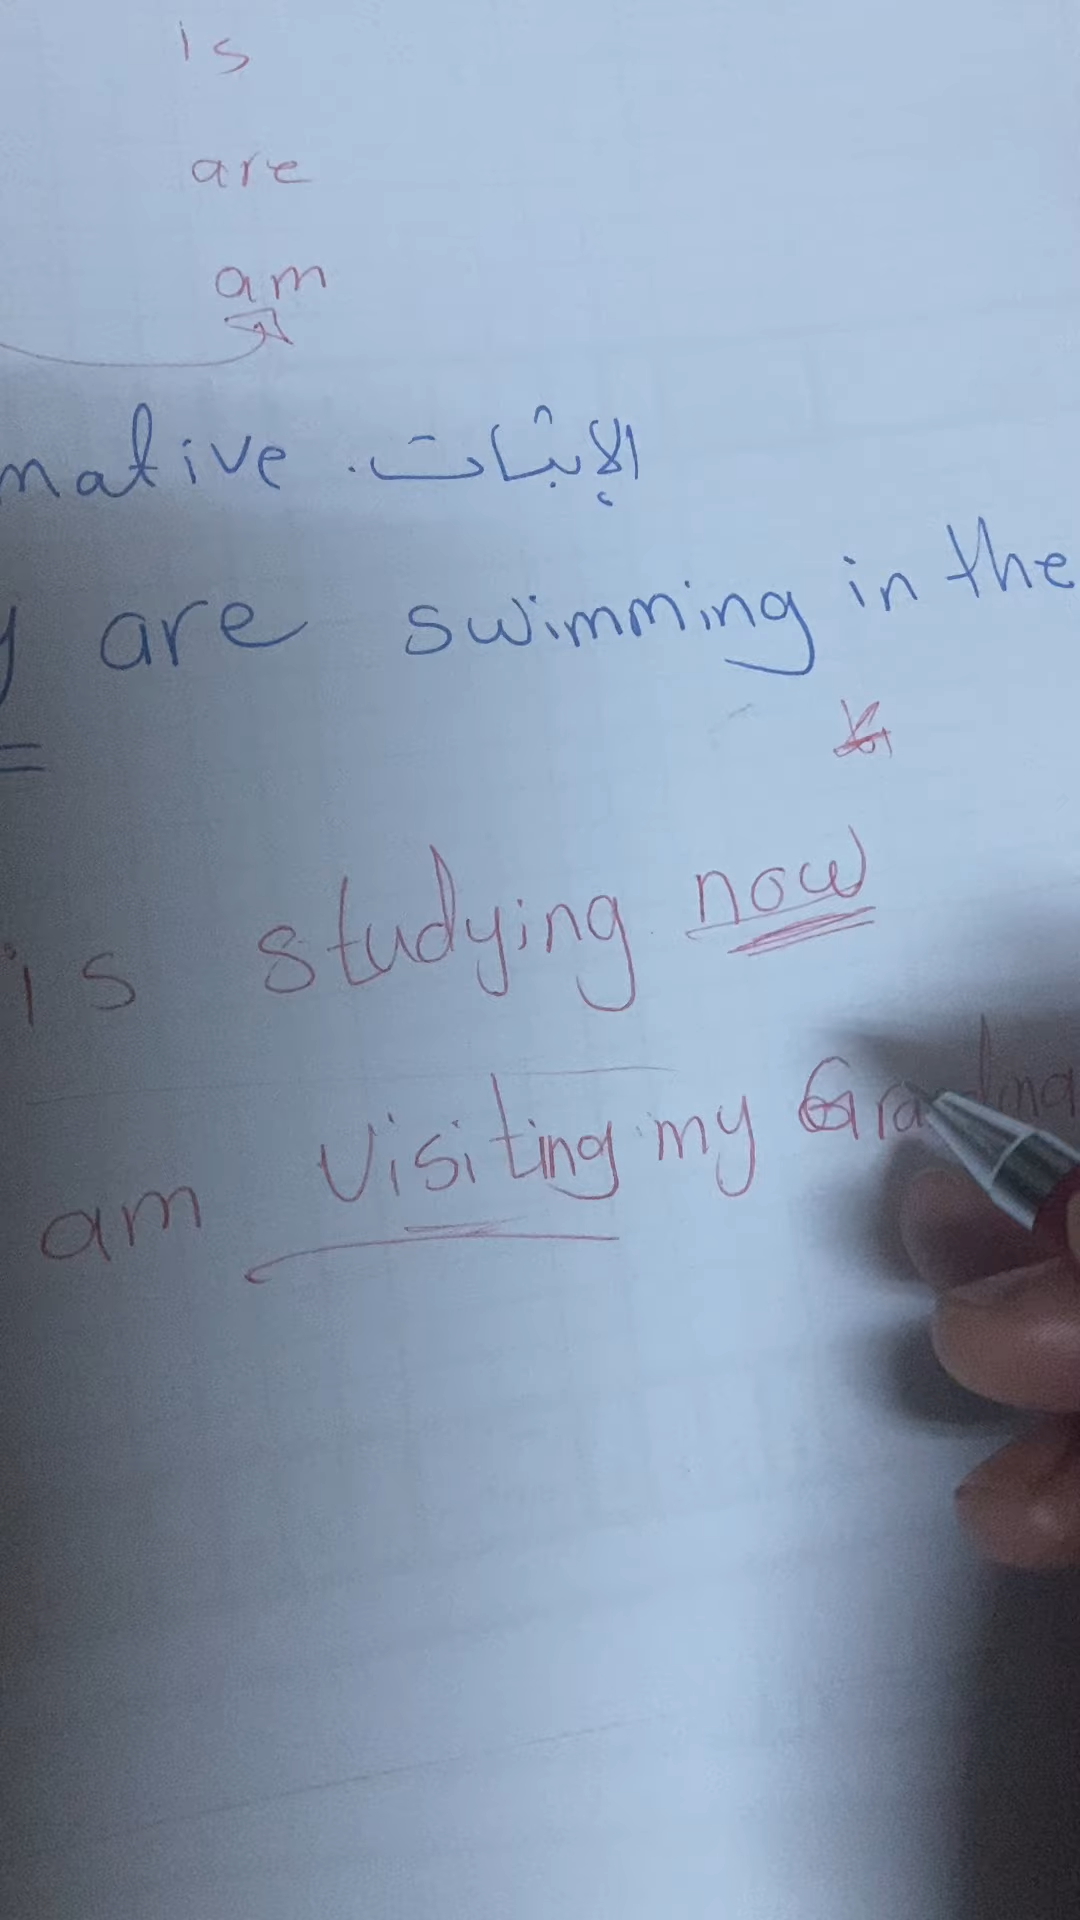 is
are
am
mative. الإثبات
y are swimming in the
is studying now
am visiting my